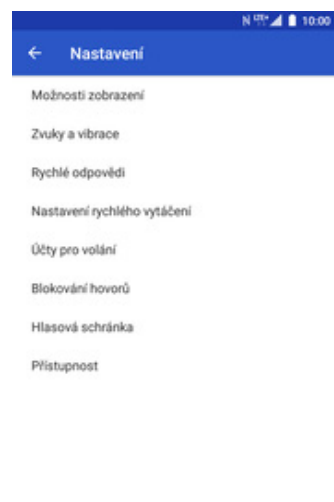 N LTE+ 10:00
Nastavení
Možnosti zobrazení
Zvuky a vibrace
Rychlé odpovědi
Nastavení rychlého vytáčení
Účty pro volání
Blokování hovorů
Hlasová schránka
Přístupnost